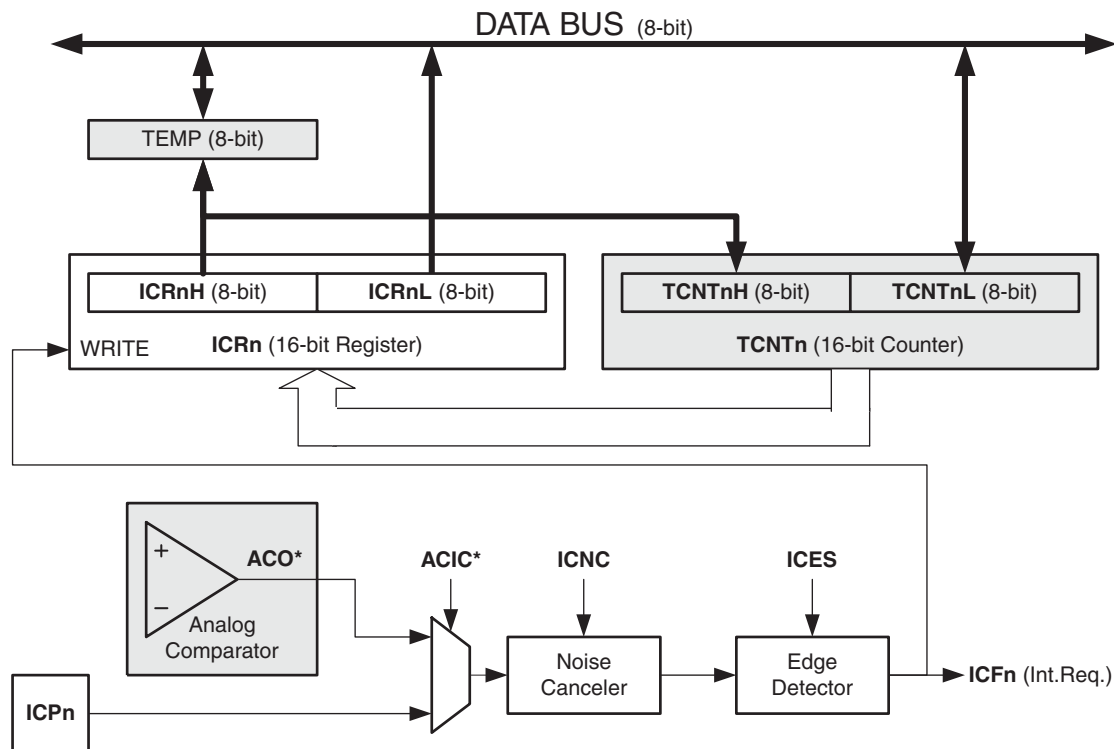 DATA BUS (8-bit)
TEMP (8-bit)
ICRnH (8-bit) ICRnL (8-bit) TCNTnH (8-bit) TCNTnL (8-bit)
WRITE ICRn (16-bit Register) TCNTn (16-bit Counter)
+
ACO* ACIC* ICNC ICES
−
Analog
Comparator
Noise
Canceler
Edge
Detector
ICFn (Int.Req.)
ICPn